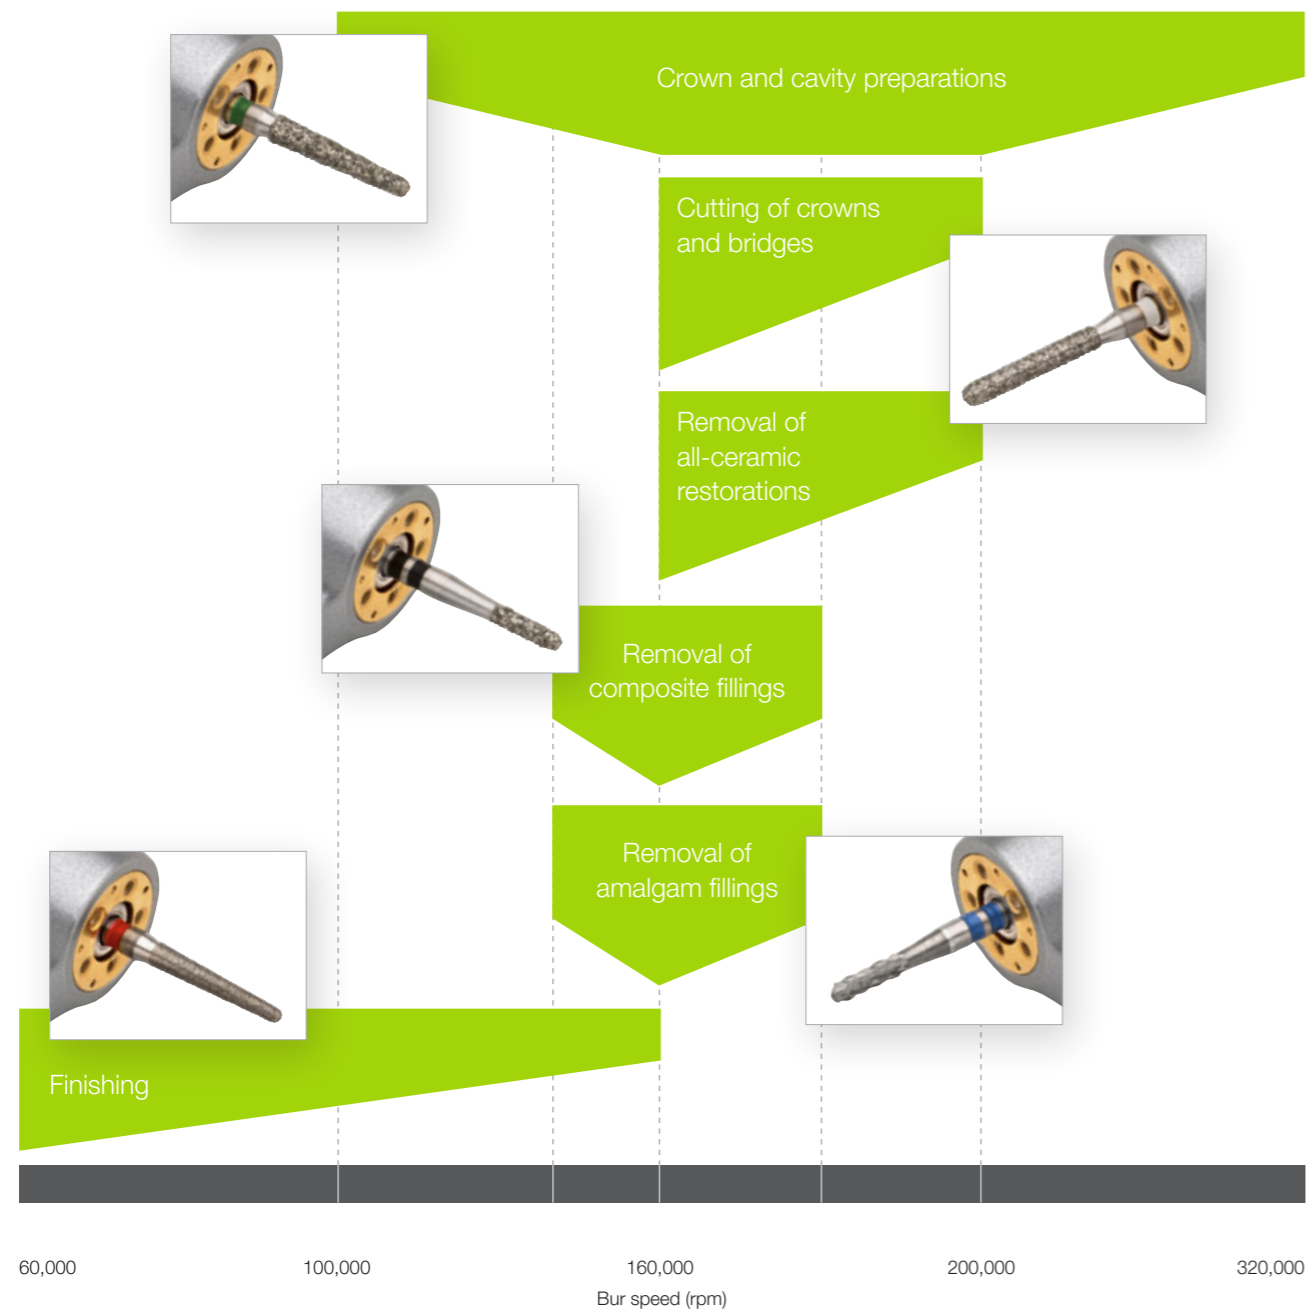 Crown and cavity preparations
Cutting of crowns
and bridges
Removal of
all-ceramic
restorations
Removal of
composite fillings
Removal of
amalgam fillings
Finishing
60,000
100,000
160,000
200,000
320,000
Bur speed (rpm)